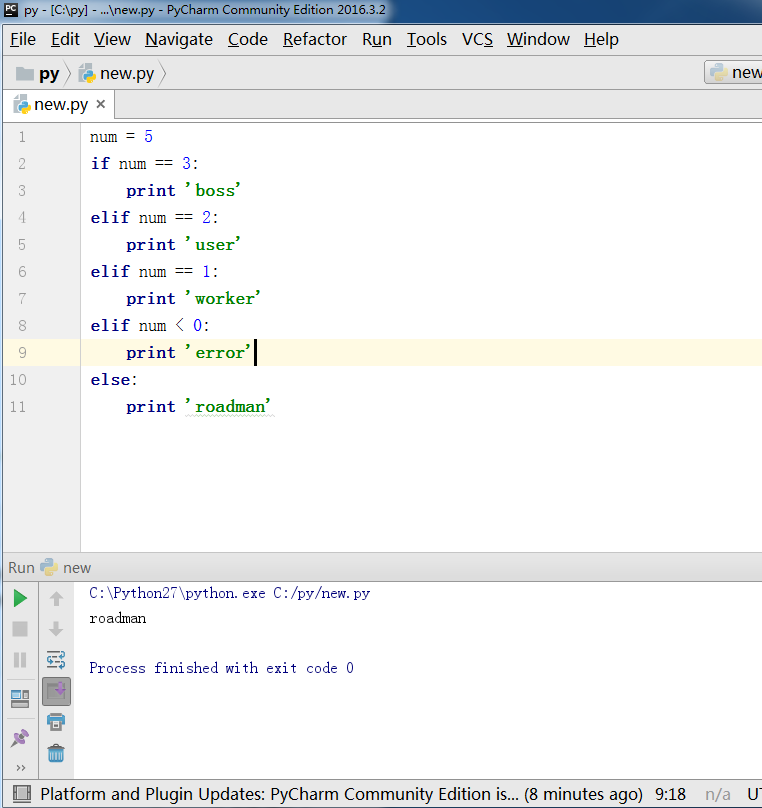 py - [C:\py] - ...\new.py - PyCharm Community Edition 2016.3.2
File Edit View Navigate Code Refactor Run Tools VCS Window Help
py new.py new
new.py ×
1 num = 5
2 if num == 3:
3     print 'boss'
4 elif num == 2:
5     print 'user'
6 elif num == 1:
7     print 'worker'
8 elif num < 0:
9     print 'error'
10 else:
11     print 'roadman'
Run new
C:\Python27\python.exe C:/py/new.py
roadman
Process finished with exit code 0
Platform and Plugin Updates: PyCharm Community Edition is... (8 minutes ago) 9:18 n/a